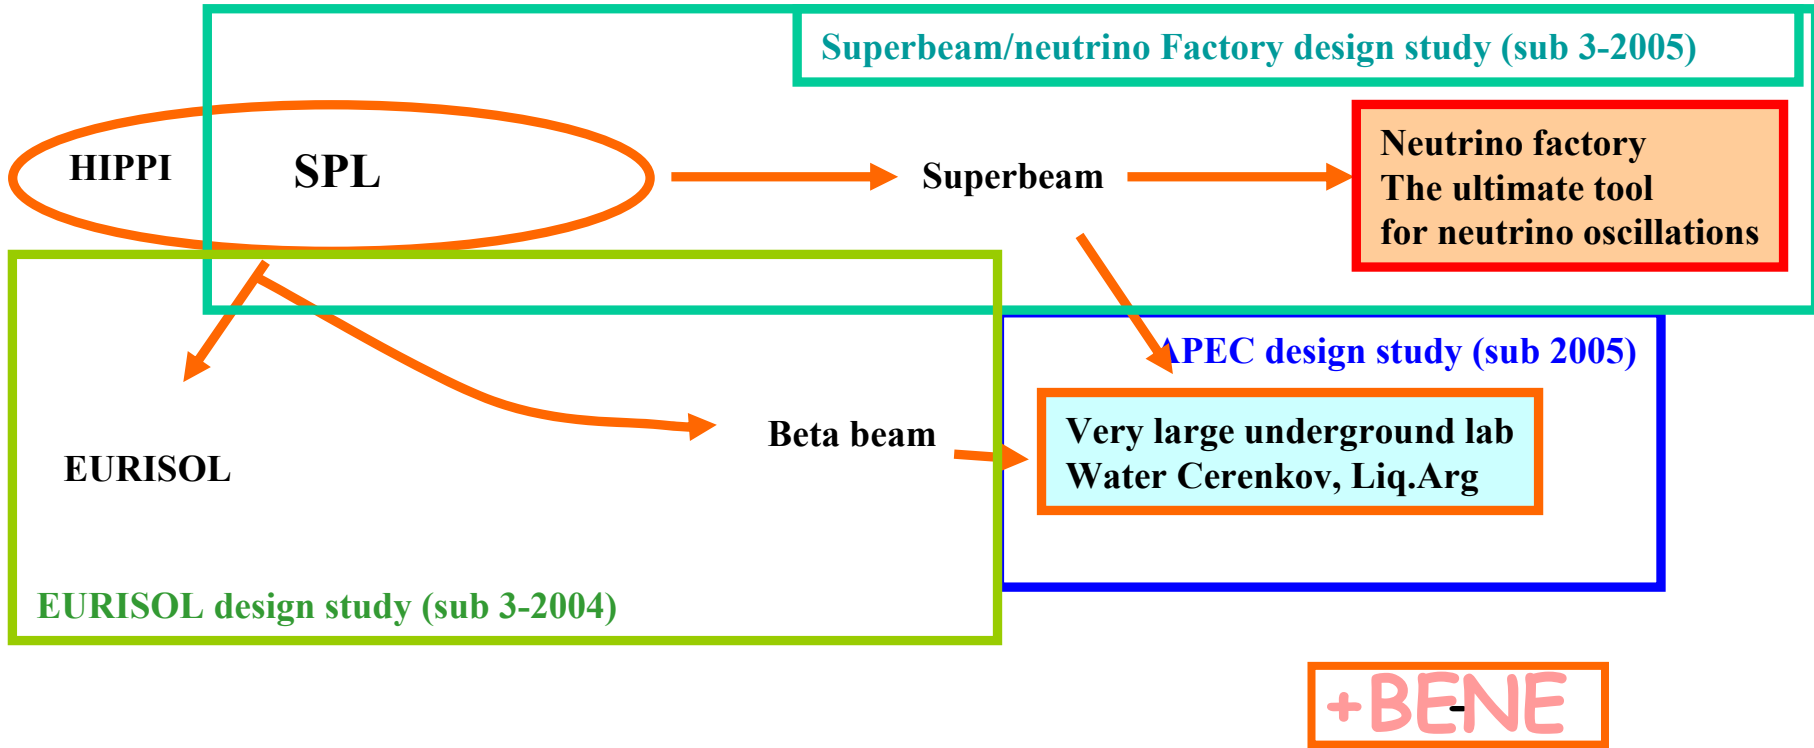 Superbeam/neutrino Factory design study (sub 3-2005)
HIPPI
SPL
Superbeam
Neutrino factory
The ultimate tool
for neutrino oscillations
APEC design study (sub 2005)
Beta beam
Very large underground lab
Water Cerenkov, Liq.Arg
EURISOL
EURISOL design study (sub 3-2004)
+BENE
-